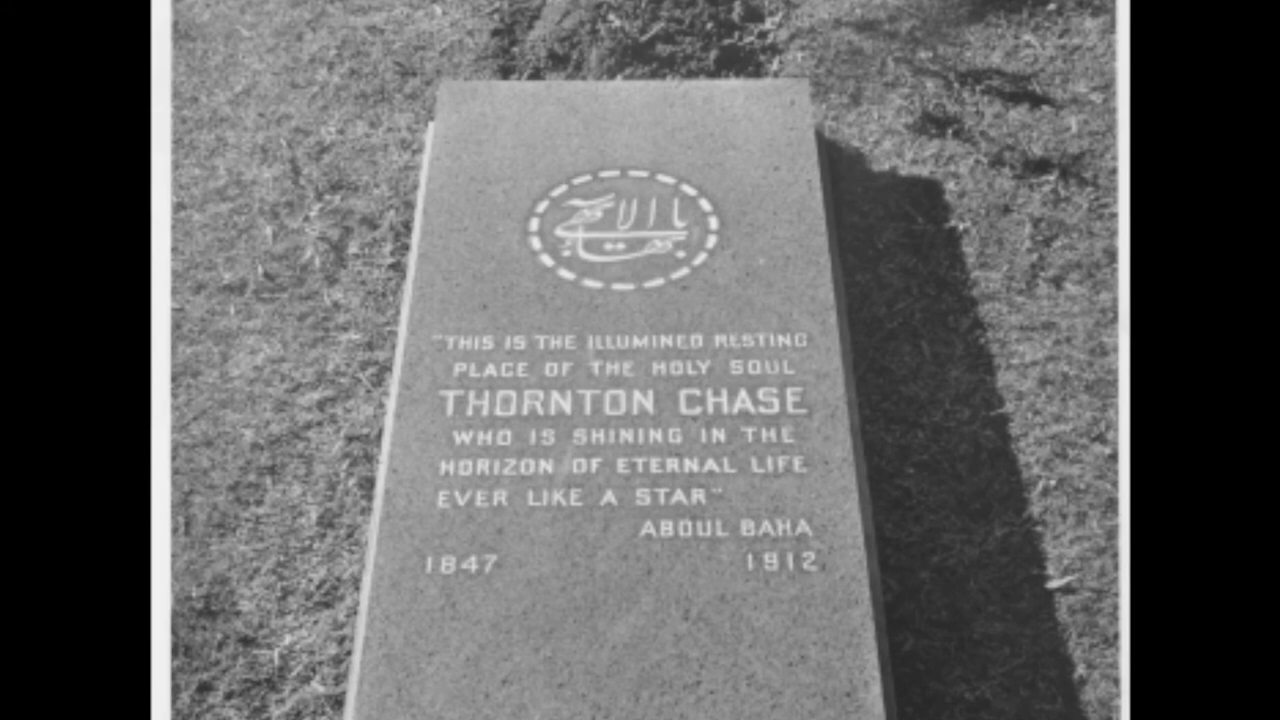 يا بهاء الابهى
"THIS IS THE ILLUMINED RESTING
PLACE OF THE HOLY SOUL
THORNTON CHASE
WHO IS SHINING IN THE
HORIZON OF ETERNAL LIFE
EVER LIKE A STAR"
ABDUL BAHA
1847 1912